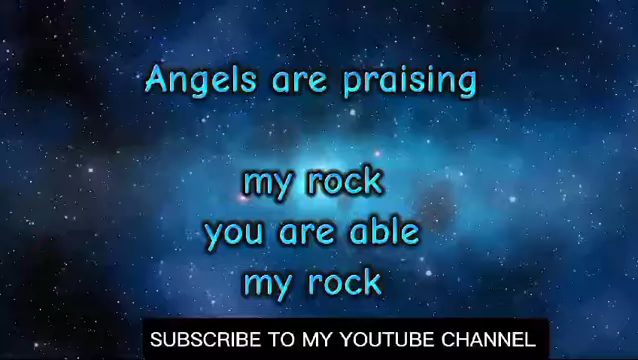 Angels are praising
my rock
you are able
my rock
SUBSCRIBE TO MY YOUTUBE CHANNEL